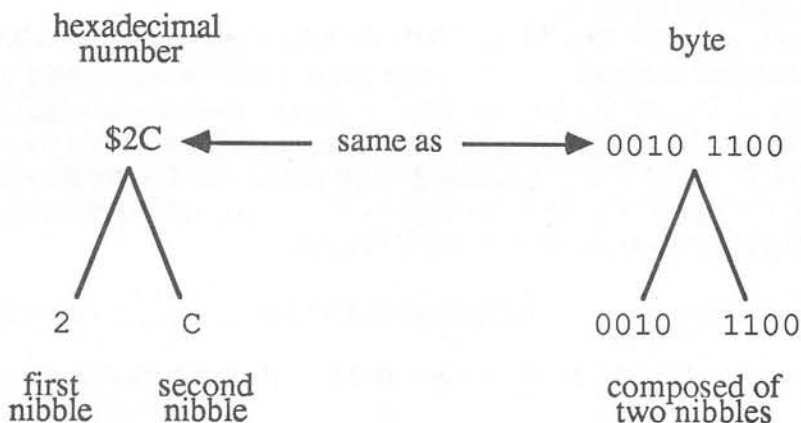 hexadecimal
number
byte
$2C
same as
0010 1100
2
C
0010
1100
first
nibble
second
nibble
composed of
two nibbles